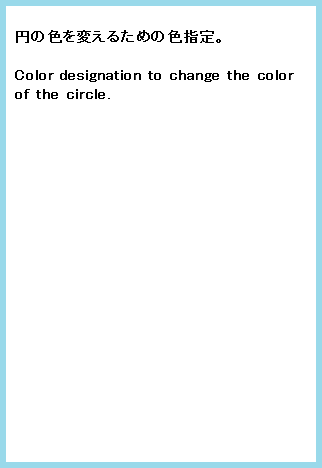 円の色を変えるための色指定。
Color designation to change the color
of the circle.